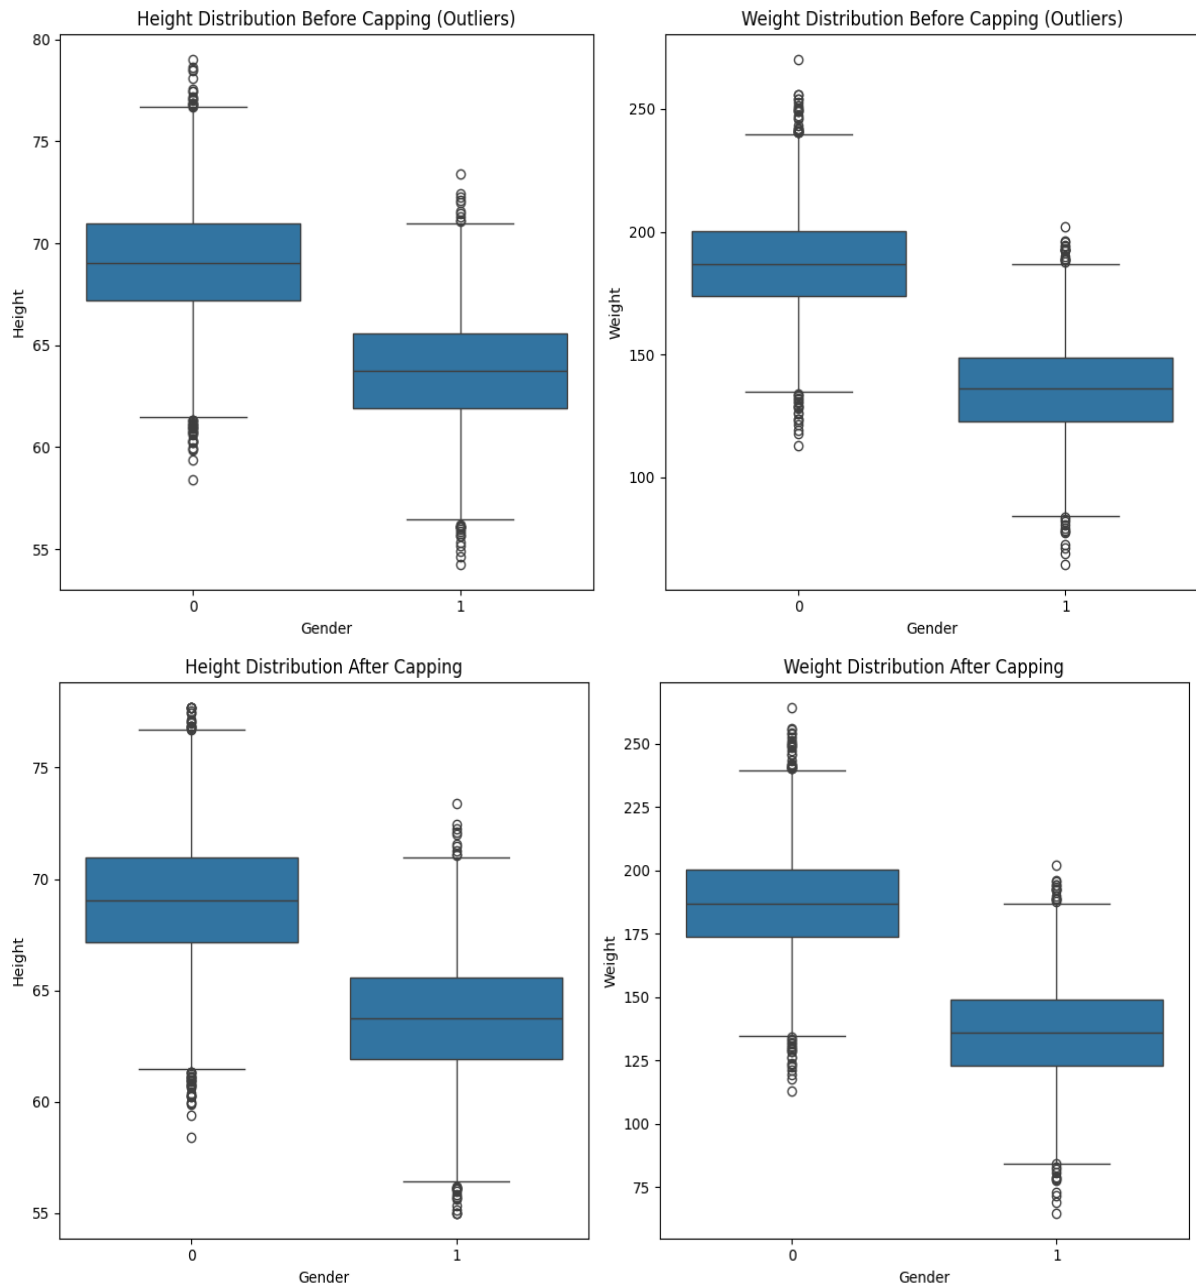 Height Distribution Before Capping (Outliers)
80
75
70
65
60
55
Height
0
1
Gender
Weight Distribution Before Capping (Outliers)
250
200
150
100
Weight
0
1
Gender
Height Distribution After Capping
75
70
65
60
55
Height
0
1
Gender
Weight Distribution After Capping
250
225
200
175
150
125
100
75
Weight
0
1
Gender